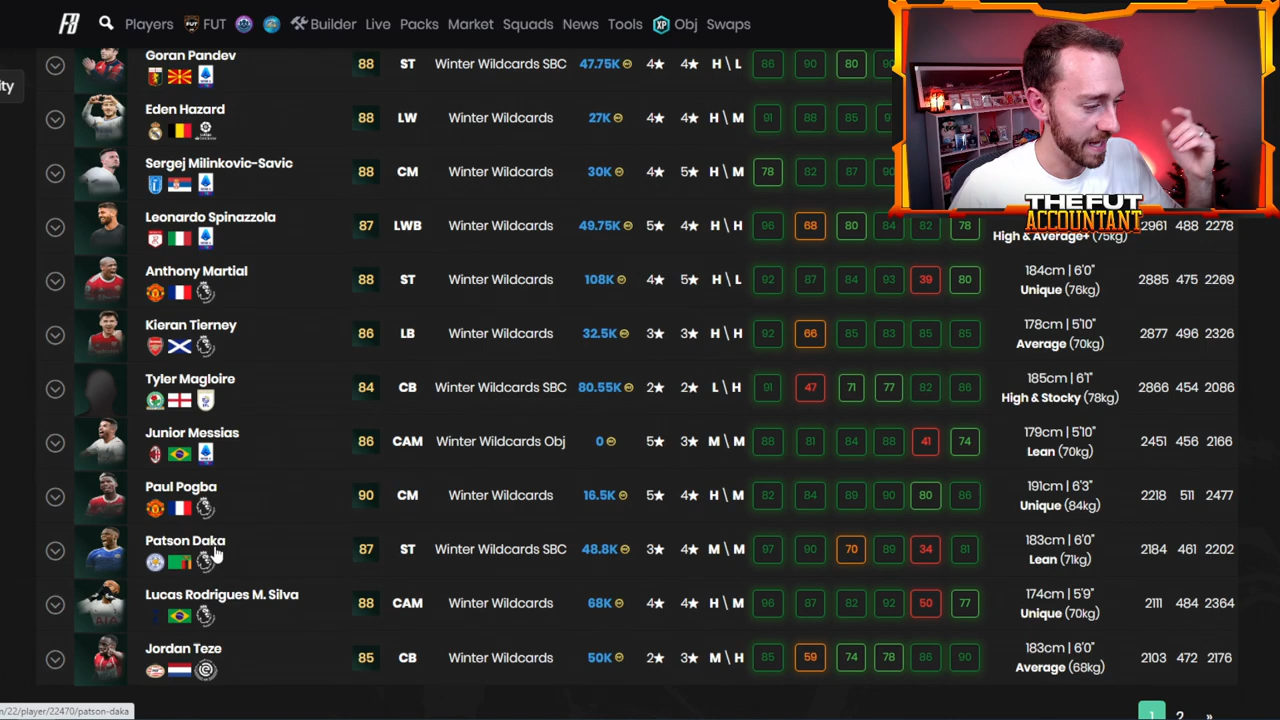 F8 Players FUT Builder Live Packs Market Squads News Tools XP Obj Swaps
ity
Goran Pandev 88 ST Winter Wildcards SBC 47.75K 4★ 4★ H \ L 86 90 80
Eden Hazard 88 LW Winter Wildcards 27K 4★ 4★ H \ M 91 88 85
Sergej Milinkovic-Savic 88 CM Winter Wildcards 30K 4★ 5★ H \ M 78 82 87
THE FUT
ACCOUNTANT
Leonardo Spinazzola 87 LWB Winter Wildcards 49.75K 5★ 4★ H \ H 96 68 80 84 82 78 High & Average+ (75kg) 2961 488 2278
Anthony Martial 88 ST Winter Wildcards 108K 4★ 5★ H \ L 92 87 84 93 39 80 184cm | 6'0" Unique (76kg) 2885 475 2269
Kieran Tierney 86 LB Winter Wildcards 32.5K 3★ 3★ H \ H 92 66 85 83 85 85 178cm | 5'10 Average (70kg) 2877 496 2326
Tyler Magloire 84 CB Winter Wildcards SBC 80.55K 2★ 2★ L \ H 91 47 71 77 82 86 185cm | 6'1" High & Stocky (78kg) 2866 454 2086
Junior Messias 86 CAM Winter Wildcards Obj 0 5★ 3★ M \ M 88 81 84 88 41 74 179cm | 5'10 Lean (70kg) 2451 456 2166
Paul Pogba 90 CM Winter Wildcards 16.5K 5★ 4★ H \ M 82 84 89 90 80 86 191cm | 6'3" Unique (84kg) 2218 511 2477
Patson Daka 87 ST Winter Wildcards SBC 48.8K 3★ 4★ M \ M 97 90 70 89 34 81 183cm | 6'0" Lean (71kg) 2184 461 2202
Lucas Rodrigues M. Silva 88 CAM Winter Wildcards 68K 4★ 4★ H \ M 96 87 82 92 50 77 174cm | 5'9" Unique (70kg) 2111 484 2364
Jordan Teze 85 CB Winter Wildcards 50K 2★ 3★ M \ H 85 59 74 78 86 90 183cm | 6'0" Average (68kg) 2103 472 2176
m/22/player/22470/patson-daka
1 2 »